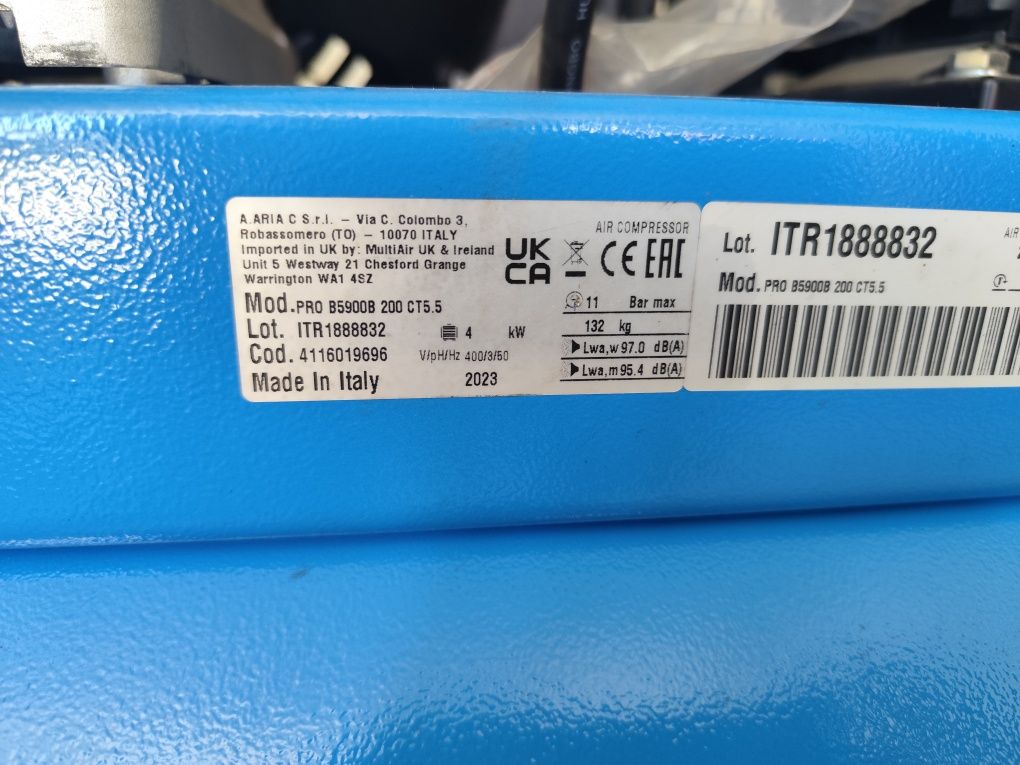 A.ARIA C S.r.l. – Via C. Colombo 3,
Robassomero (TO) – 10070 ITALY
Imported in UK by: MultiAir UK & Ireland
Unit 5 Westway 21 Chesford Grange
Warrington WA1 4SZ
Mod.PRO B5900B 200 CT5.5
Lot. ITR1888832
4 kW
Cod. 4116019696
V/pH/Hz 400/3/50
Made In Italy
2023
UK
CA
AIR COMPRESSOR
CE EAC
11 Bar max
132 kg
Lwa,w 97.0 dB(A)
Lwa,m 95.4 dB(A)
Lot. ITR1888832
Mod. PRO B5900B 200 CT5.5